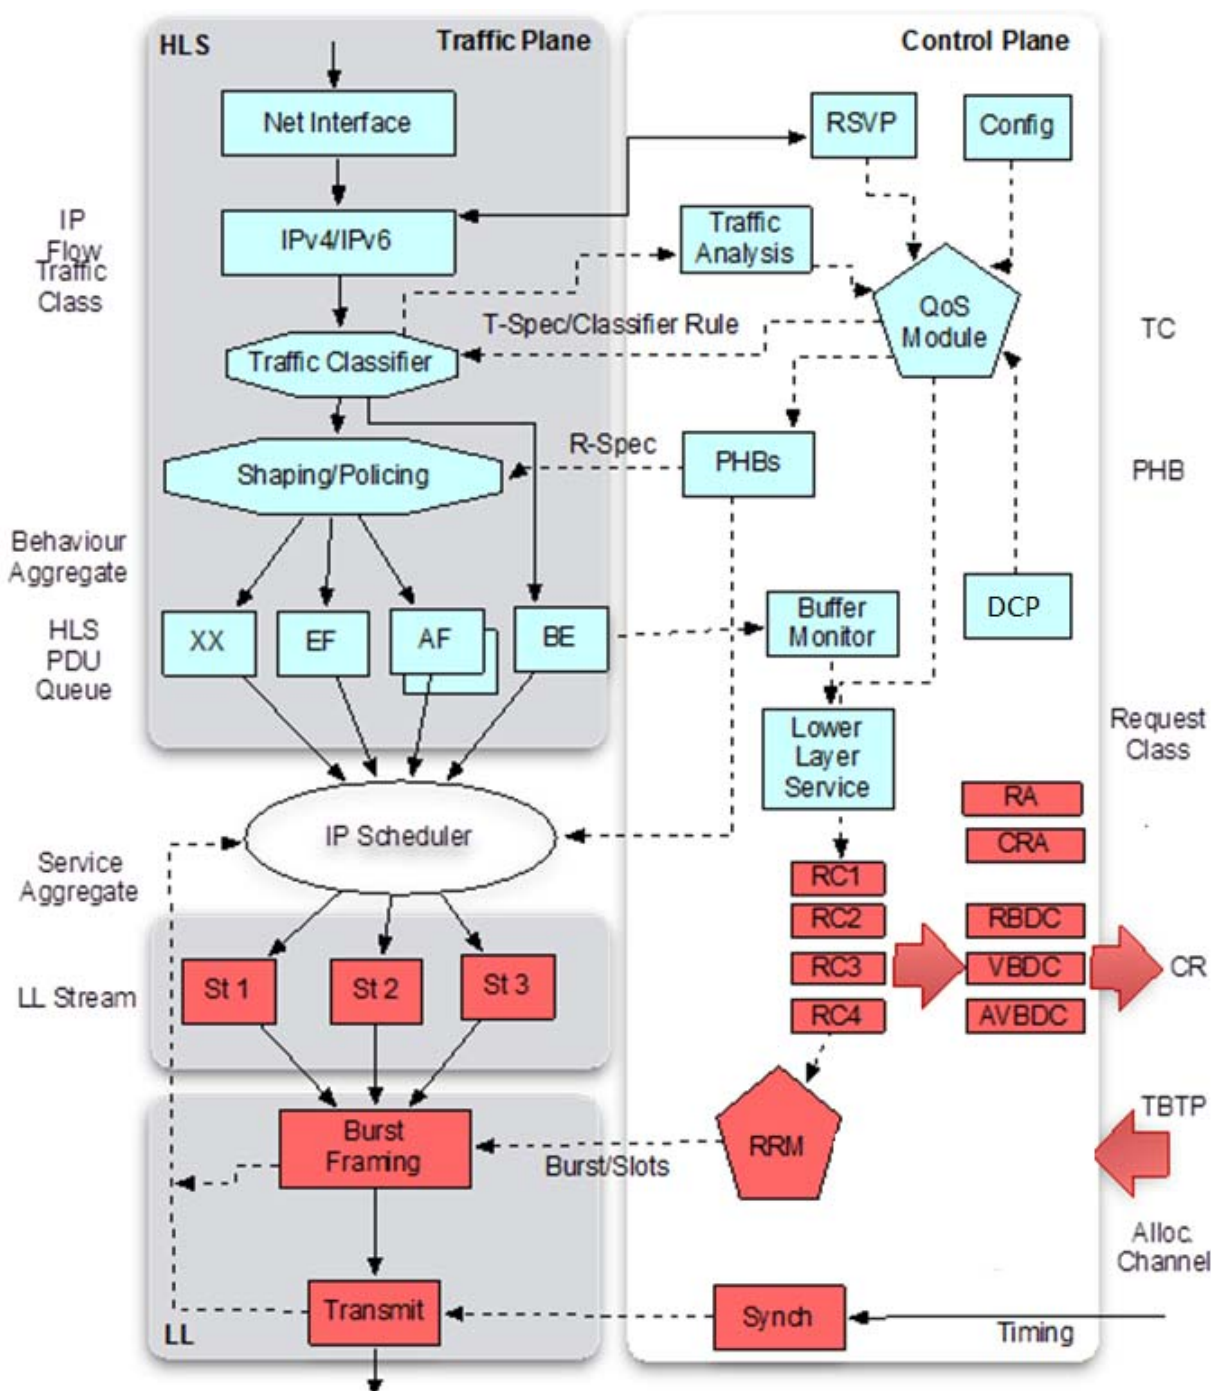 HLS
Traffic Plane
Control Plane
Net Interface
RSVP
Config
IP
Flow
Traffic
Class
IPv4/IPv6
Traffic
Analysis
QoS
Module
T-Spec/Classifier Rule
TC
Traffic Classifier
R-Spec
PHBs
PHB
Shaping/Policing
Behaviour
Aggregate
HLS
PDU
Queue
XX
EF
AF
BE
Buffer
Monitor
DCP
Lower
Layer
Service
Request
Class
IP Scheduler
Service
Aggregate
RA
CRA
RC1
RC2
RC3
RC4
RBDC
VBDC
AVBDC
CR
LL Stream
St 1
St 2
St 3
Burst
Framing
Burst/Slots
RRM
TBTP
Alloc.
Channel
Transmit
Synch
Timing
LL